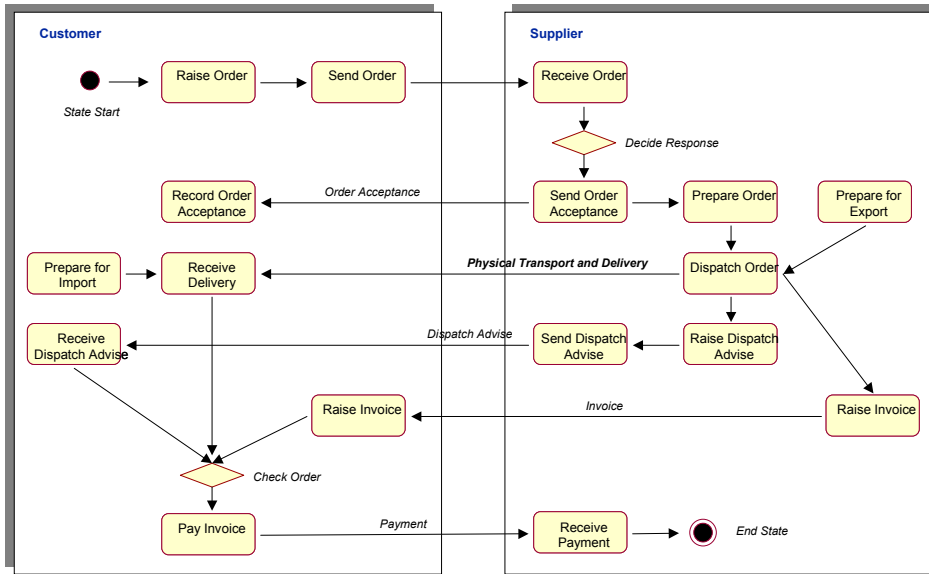 Customer
Supplier
Raise Order
Send Order
Receive Order
State Start
Decide Response
Record Order
Acceptance
Order Acceptance
Send Order
Acceptance
Prepare Order
Prepare for
Export
Prepare for
Import
Receive
Delivery
Physical Transport and Delivery
Dispatch Order
Receive
Dispatch Advise
Dispatch Advise
Send Dispatch
Advise
Raise Dispatch
Advise
Raise Invoice
Invoice
Raise Invoice
Check Order
Pay Invoice
Payment
Receive
Payment
End State